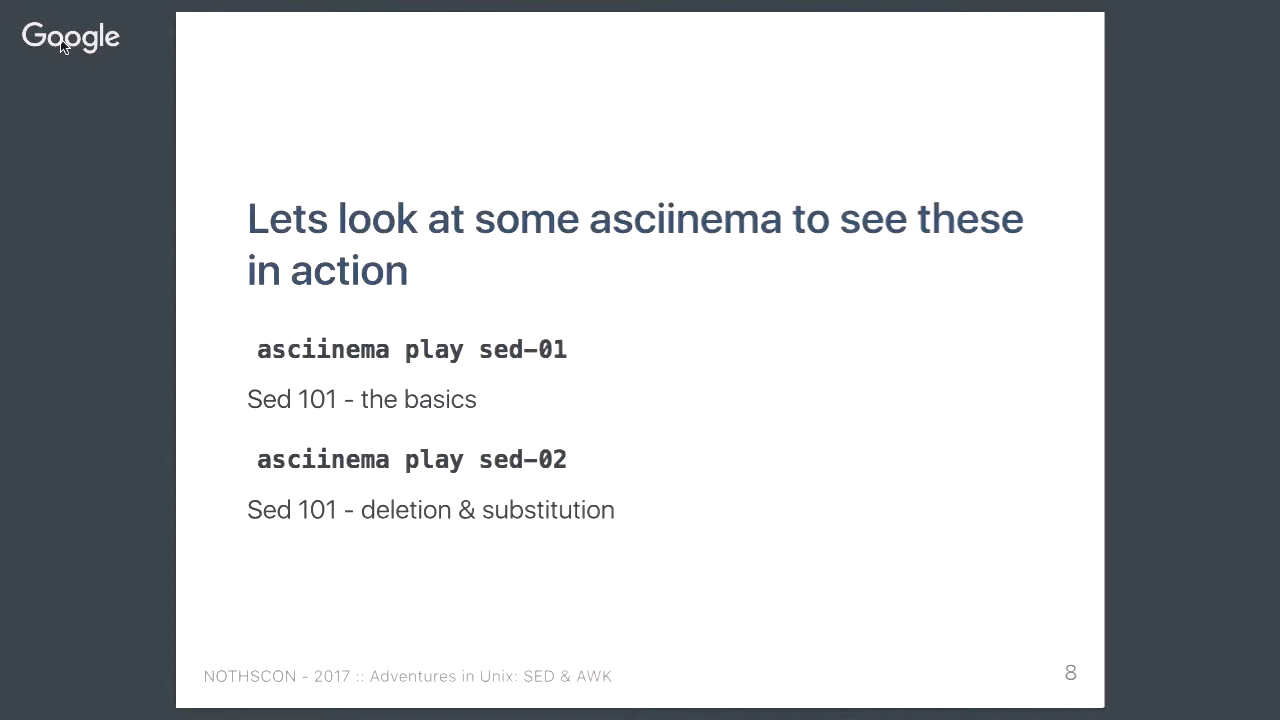 Google
Lets look at some asciinema to see these
in action
asciinema play sed-01
Sed 101 - the basics
asciinema play sed-02
Sed 101 - deletion & substitution
NOTHSCON - 2017 :: Adventures in Unix: SED & AWK
8